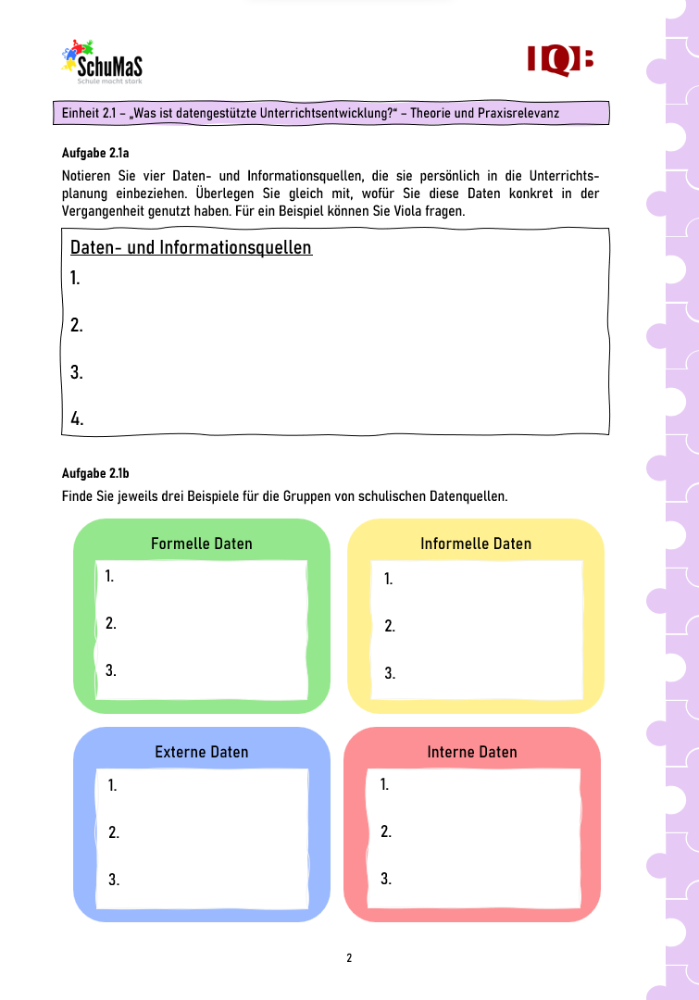 SchuMaS
Schule macht stark
IQB
Einheit 2.1 – „Was ist datengestützte Unterrichtsentwicklung?“ – Theorie und Praxisrelevanz
Aufgabe 2.1a
Notieren Sie vier Daten- und Informationsquellen, die sie persönlich in die Unterrichts-
planung einbeziehen. Überlegen Sie gleich mit, wofür Sie diese Daten konkret in der
Vergangenheit genutzt haben. Für ein Beispiel können Sie Viola fragen.
Daten- und Informationsquellen
1.
2.
3.
4.
Aufgabe 2.1b
Finde Sie jeweils drei Beispiele für die Gruppen von schulischen Datenquellen.
Formelle Daten
1.
2.
3.
Informelle Daten
1.
2.
3.
Externe Daten
1.
2.
3.
Interne Daten
1.
2.
3.
2